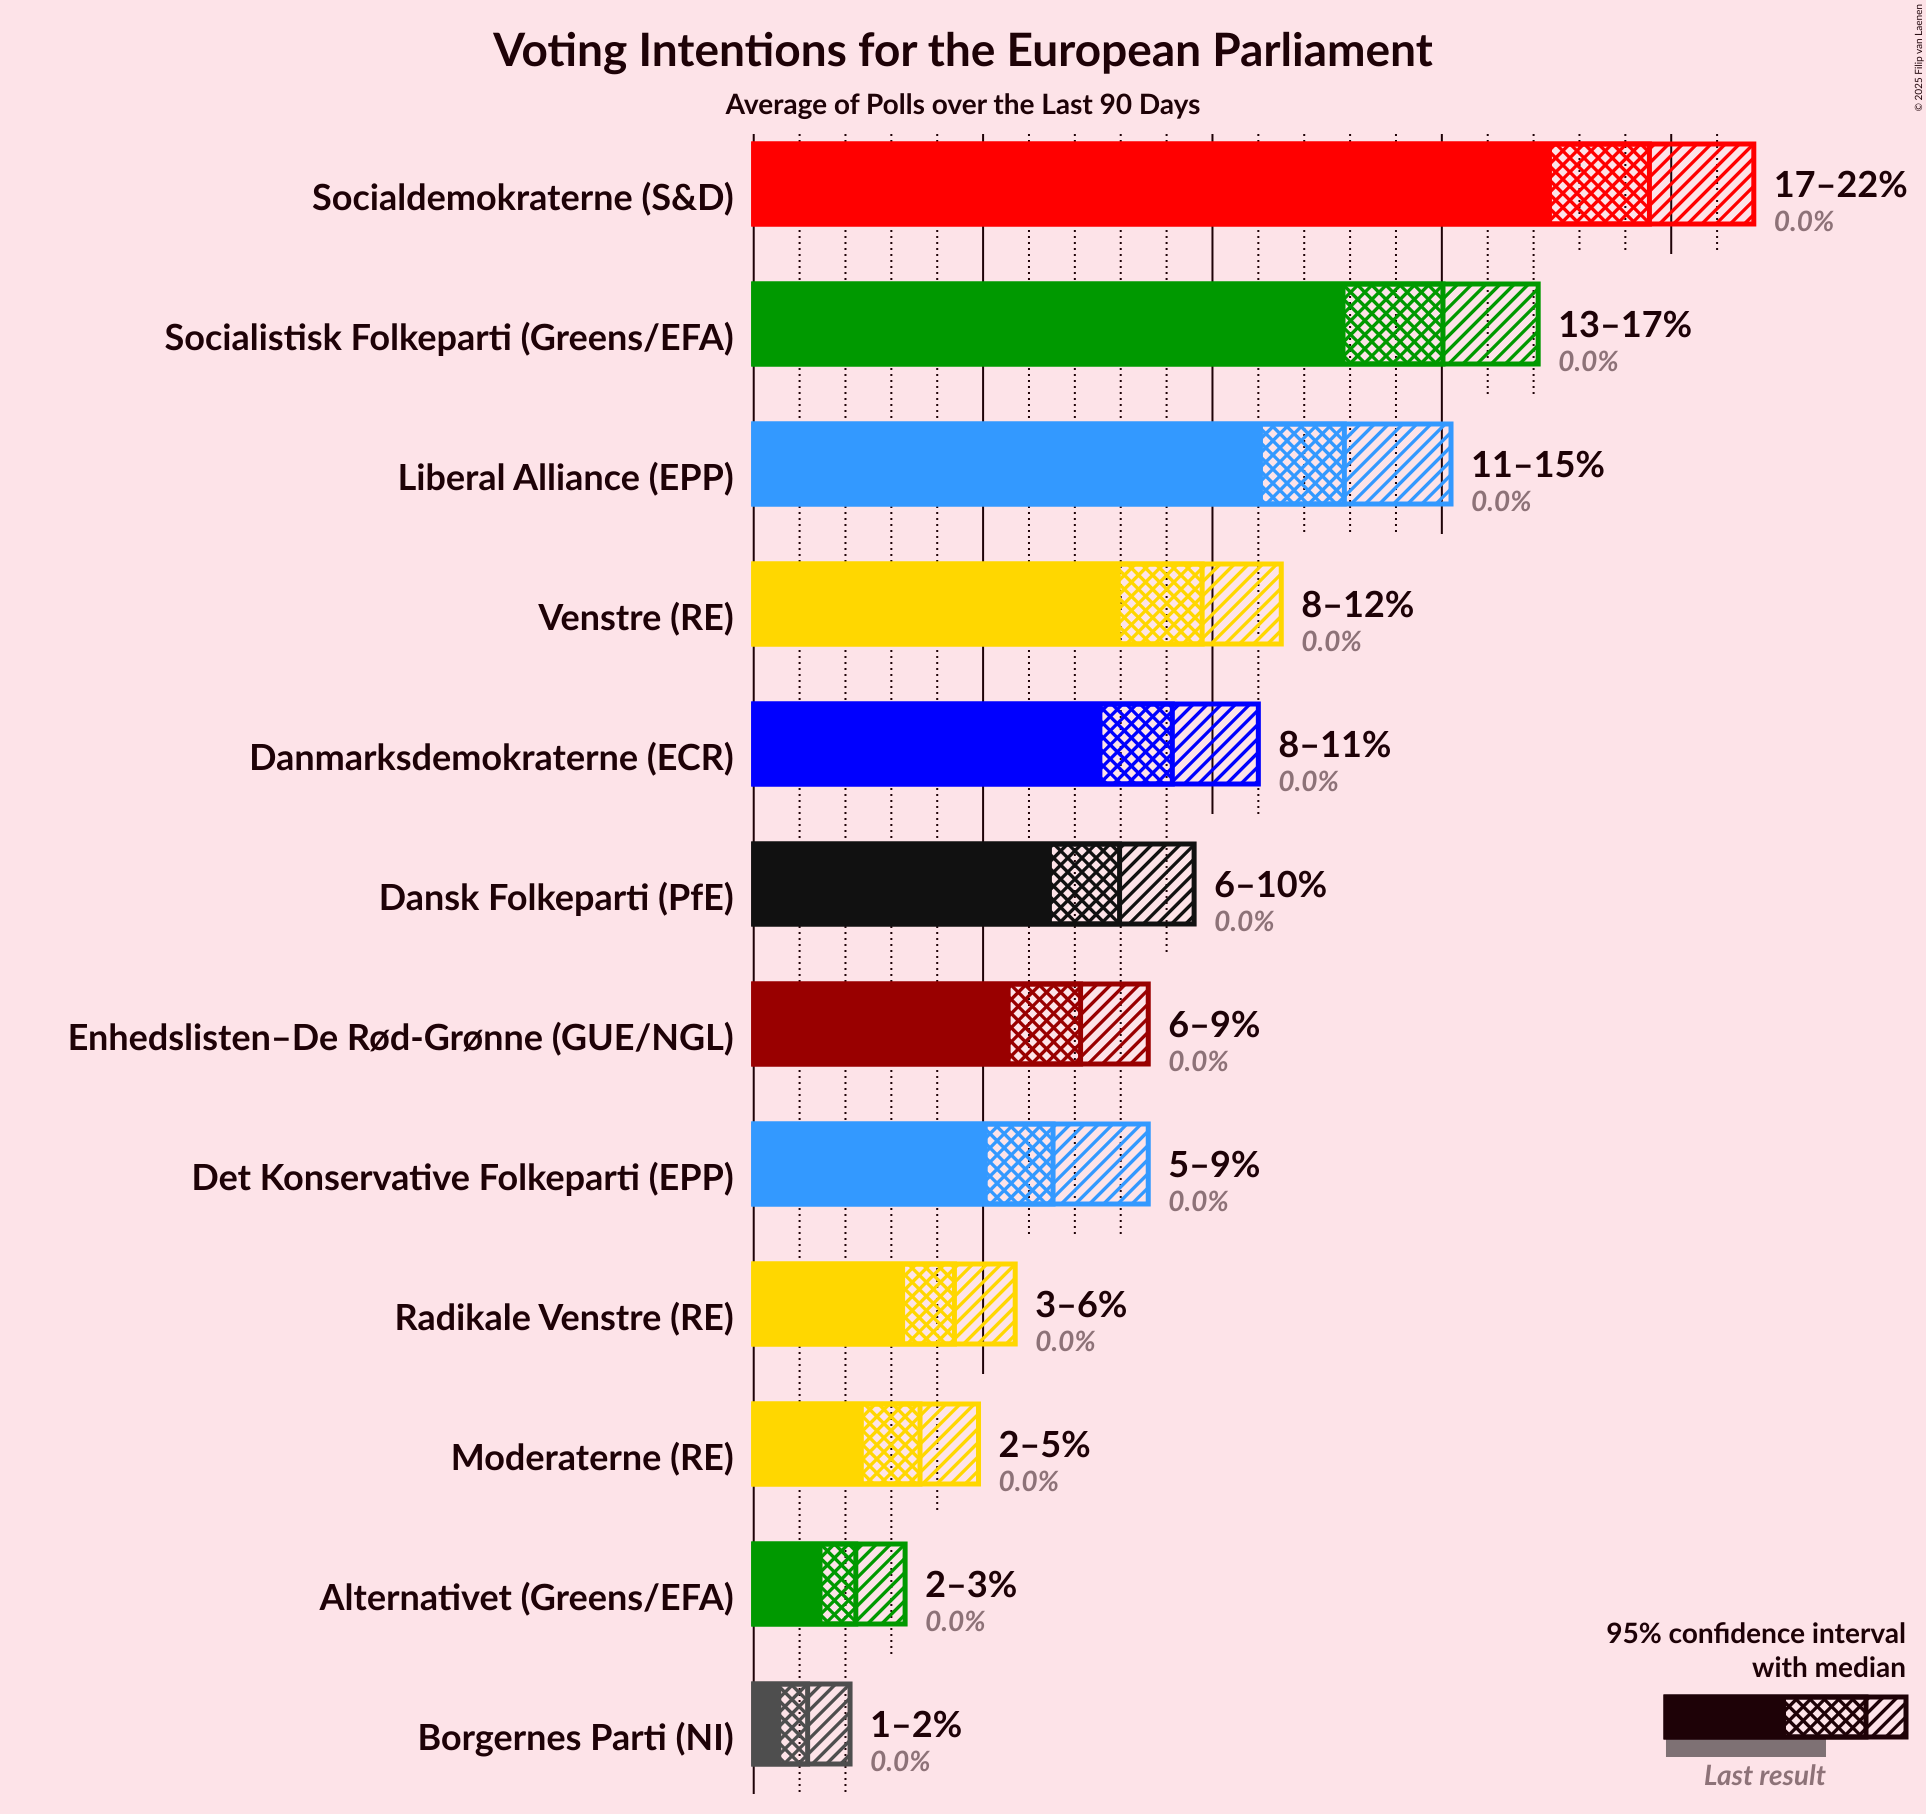 Voting Intentions for the European Parliament
Average of Polls over the Last 90 Days
© 2025 Filip van Laenen
Socialdemokraterne (S&D)
17–22%
0.0%
Socialistisk Folkeparti (Greens/EFA)
13–17%
0.0%
Liberal Alliance (EPP)
11–15%
0.0%
Venstre (RE)
8–12%
0.0%
Danmarksdemokraterne (ECR)
8–11%
0.0%
Dansk Folkeparti (PfE)
6–10%
0.0%
Enhedslisten–De Rød-Grønne (GUE/NGL)
6–9%
0.0%
Det Konservative Folkeparti (EPP)
5–9%
0.0%
Radikale Venstre (RE)
3–6%
0.0%
Moderaterne (RE)
2–5%
0.0%
Alternativet (Greens/EFA)
2–3%
0.0%
Borgernes Parti (NI)
1–2%
0.0%
95% confidence interval
with median
Last result